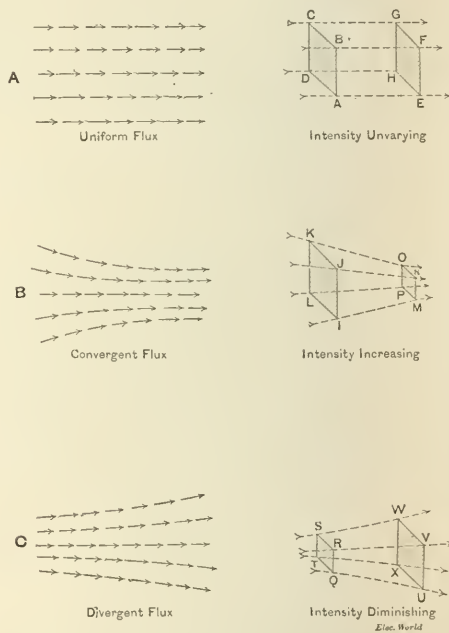 A
C
G
B
F
D
H
A
E
Uniform Flux
Intensity Unvarying
B
K
J
O
N
L
P
M
I
Convergent Flux
Intensity Increasing
C
S
W
R
V
T
X
Q
U
Divergent Flux
Intensity Diminishing
Elec. World